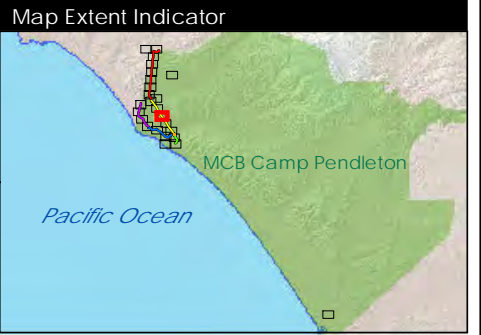 Map Extent Indicator
MCB Camp Pendleton
Pacific Ocean